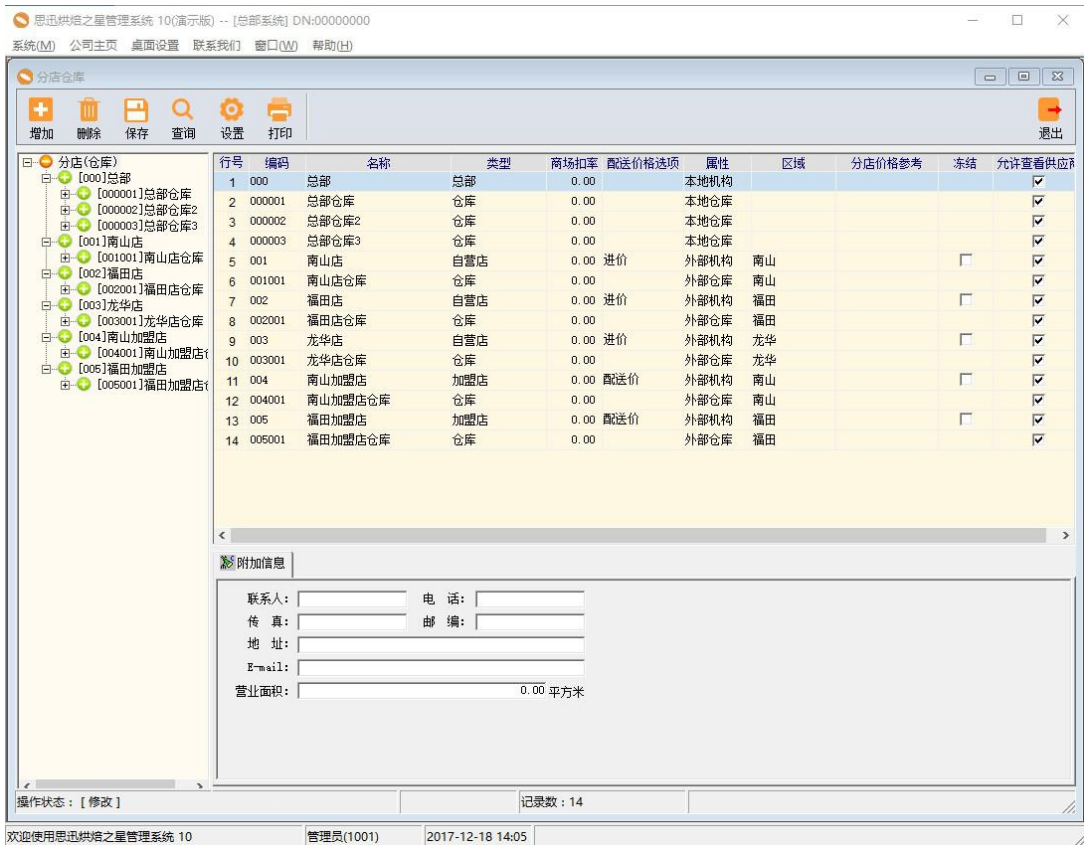 思迅烘焙之星管理系统 10(演示版) -- [总部系统] DN:00000000
系统(M) 公司主页 桌面设置 联系我们 窗口(W) 帮助(H)
分店仓库
增加 删除 保存 查询 设置 打印 退出
分店(仓库)
[000]总部
[000001]总部仓库
[000002]总部仓库2
[000003]总部仓库3
[001]南山店
[001001]南山店仓库
[002]福田店
[002001]福田店仓库
[003]龙华店
[003001]龙华店仓库
[004]南山加盟店
[004001]南山加盟店
[005]福田加盟店
[005001]福田加盟店
行号 编码 名称 类型 商场扣率 配送价格选项 属性 区域 分店价格参考 冻结 允许查看供应商
1 000 总部 总部 0.00 本地机构
2 000001 总部仓库 仓库 0.00 本地仓库
3 000002 总部仓库2 仓库 0.00 本地仓库
4 000003 总部仓库3 仓库 0.00 本地仓库
5 001 南山店 自营店 0.00 进价 外部机构 南山
6 001001 南山店仓库 仓库 0.00 外部仓库 南山
7 002 福田店 自营店 0.00 进价 外部机构 福田
8 002001 福田店仓库 仓库 0.00 外部仓库 福田
9 003 龙华店 自营店 0.00 进价 外部机构 龙华
10 003001 龙华店仓库 仓库 0.00 外部仓库 龙华
11 004 南山加盟店 加盟店 0.00 配送价 外部机构 南山
12 004001 南山加盟店仓库 仓库 0.00 外部仓库 南山
13 005 福田加盟店 加盟店 0.00 配送价 外部机构 福田
14 005001 福田加盟店仓库 仓库 0.00 外部仓库 福田
附加信息
联系人: 电 话:
传 真: 邮 编:
地 址:
E-mail:
营业面积: 0.00 平方米
操作状态：[ 修改 ] 记录数：14
欢迎使用思迅烘焙之星管理系统 10 管理员(1001) 2017-12-18 14:05